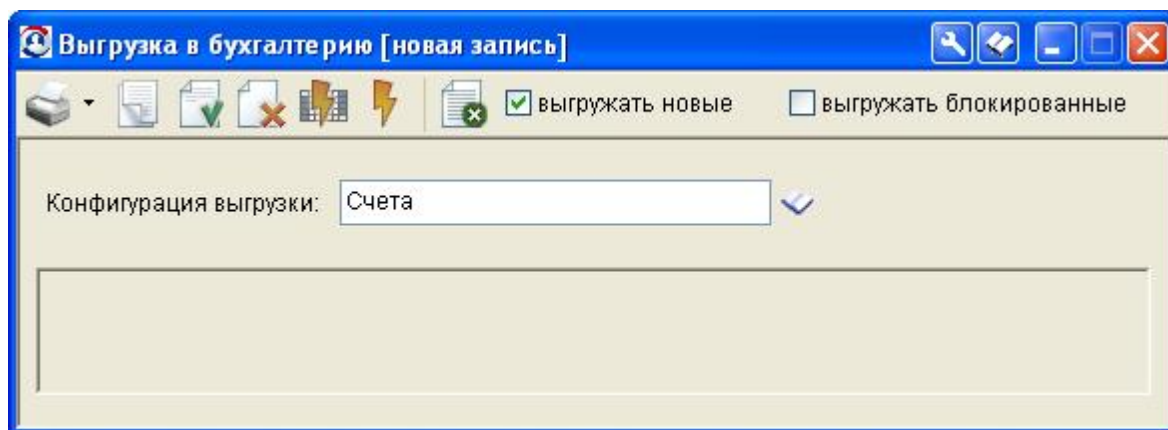 Выгрузка в бухгалтерию [новая запись]
выгружать новые выгружать блокированные
Конфигурация выгрузки: Счета